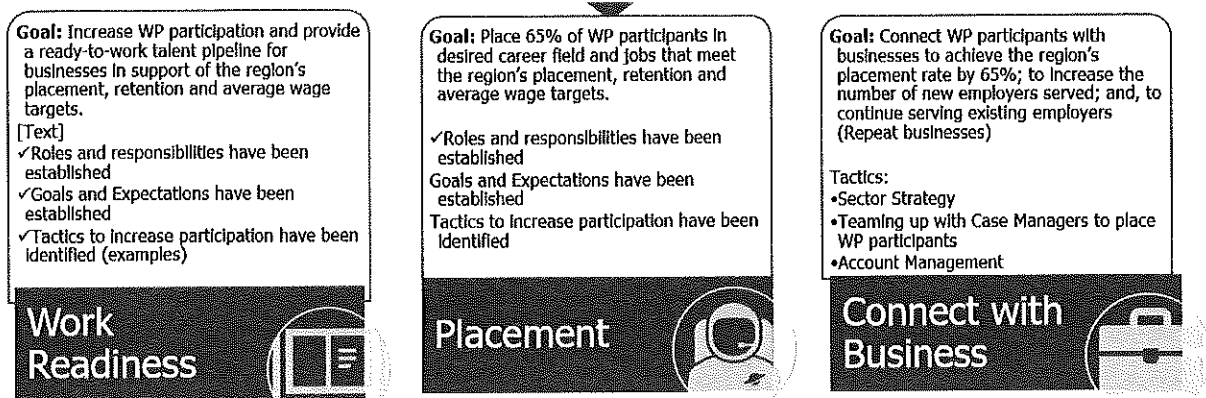 Goal: Increase WP participation and provide
a ready-to-work talent pipeline for
businesses in support of the region's
placement, retention and average wage
targets.
[Text]
✓Roles and responsibilities have been
established
✓Goals and Expectations have been
established
✓Tactics to increase participation have been
identified (examples)
Work
Readiness
Goal: Place 65% of WP participants in
desired career field and jobs that meet
the region's placement, retention and
average wage targets.
✓Roles and responsibilities have been
established
Goals and Expectations have been
established
Tactics to increase participation have been
identified
Placement
Goal: Connect WP participants with
businesses to achieve the region's
placement rate by 65%; to increase the
number of new employers served; and, to
continue serving existing employers
(Repeat businesses)
Tactics:
•Sector Strategy
•Teaming up with Case Managers to place
WP participants
•Account Management
Connect with
Business